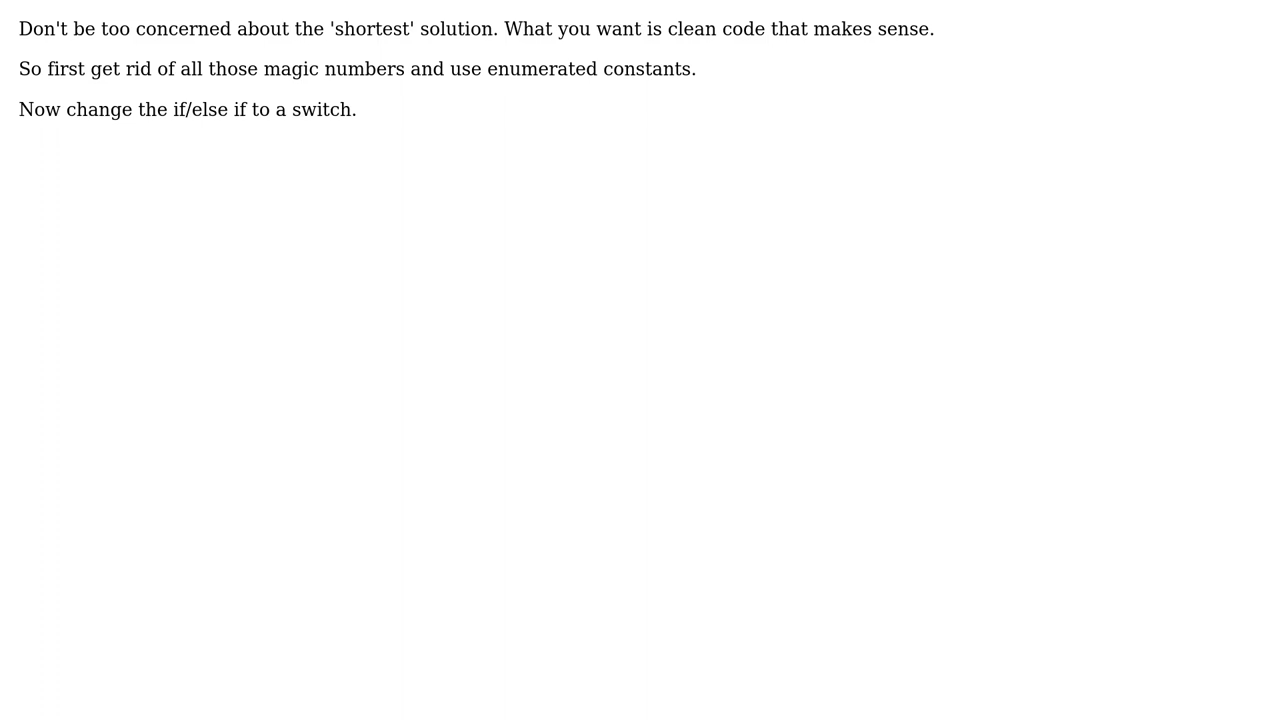 Don't be too concerned about the 'shortest' solution. What you want is clean code that makes sense.
So first get rid of all those magic numbers and use enumerated constants.
Now change the if/else if to a switch.